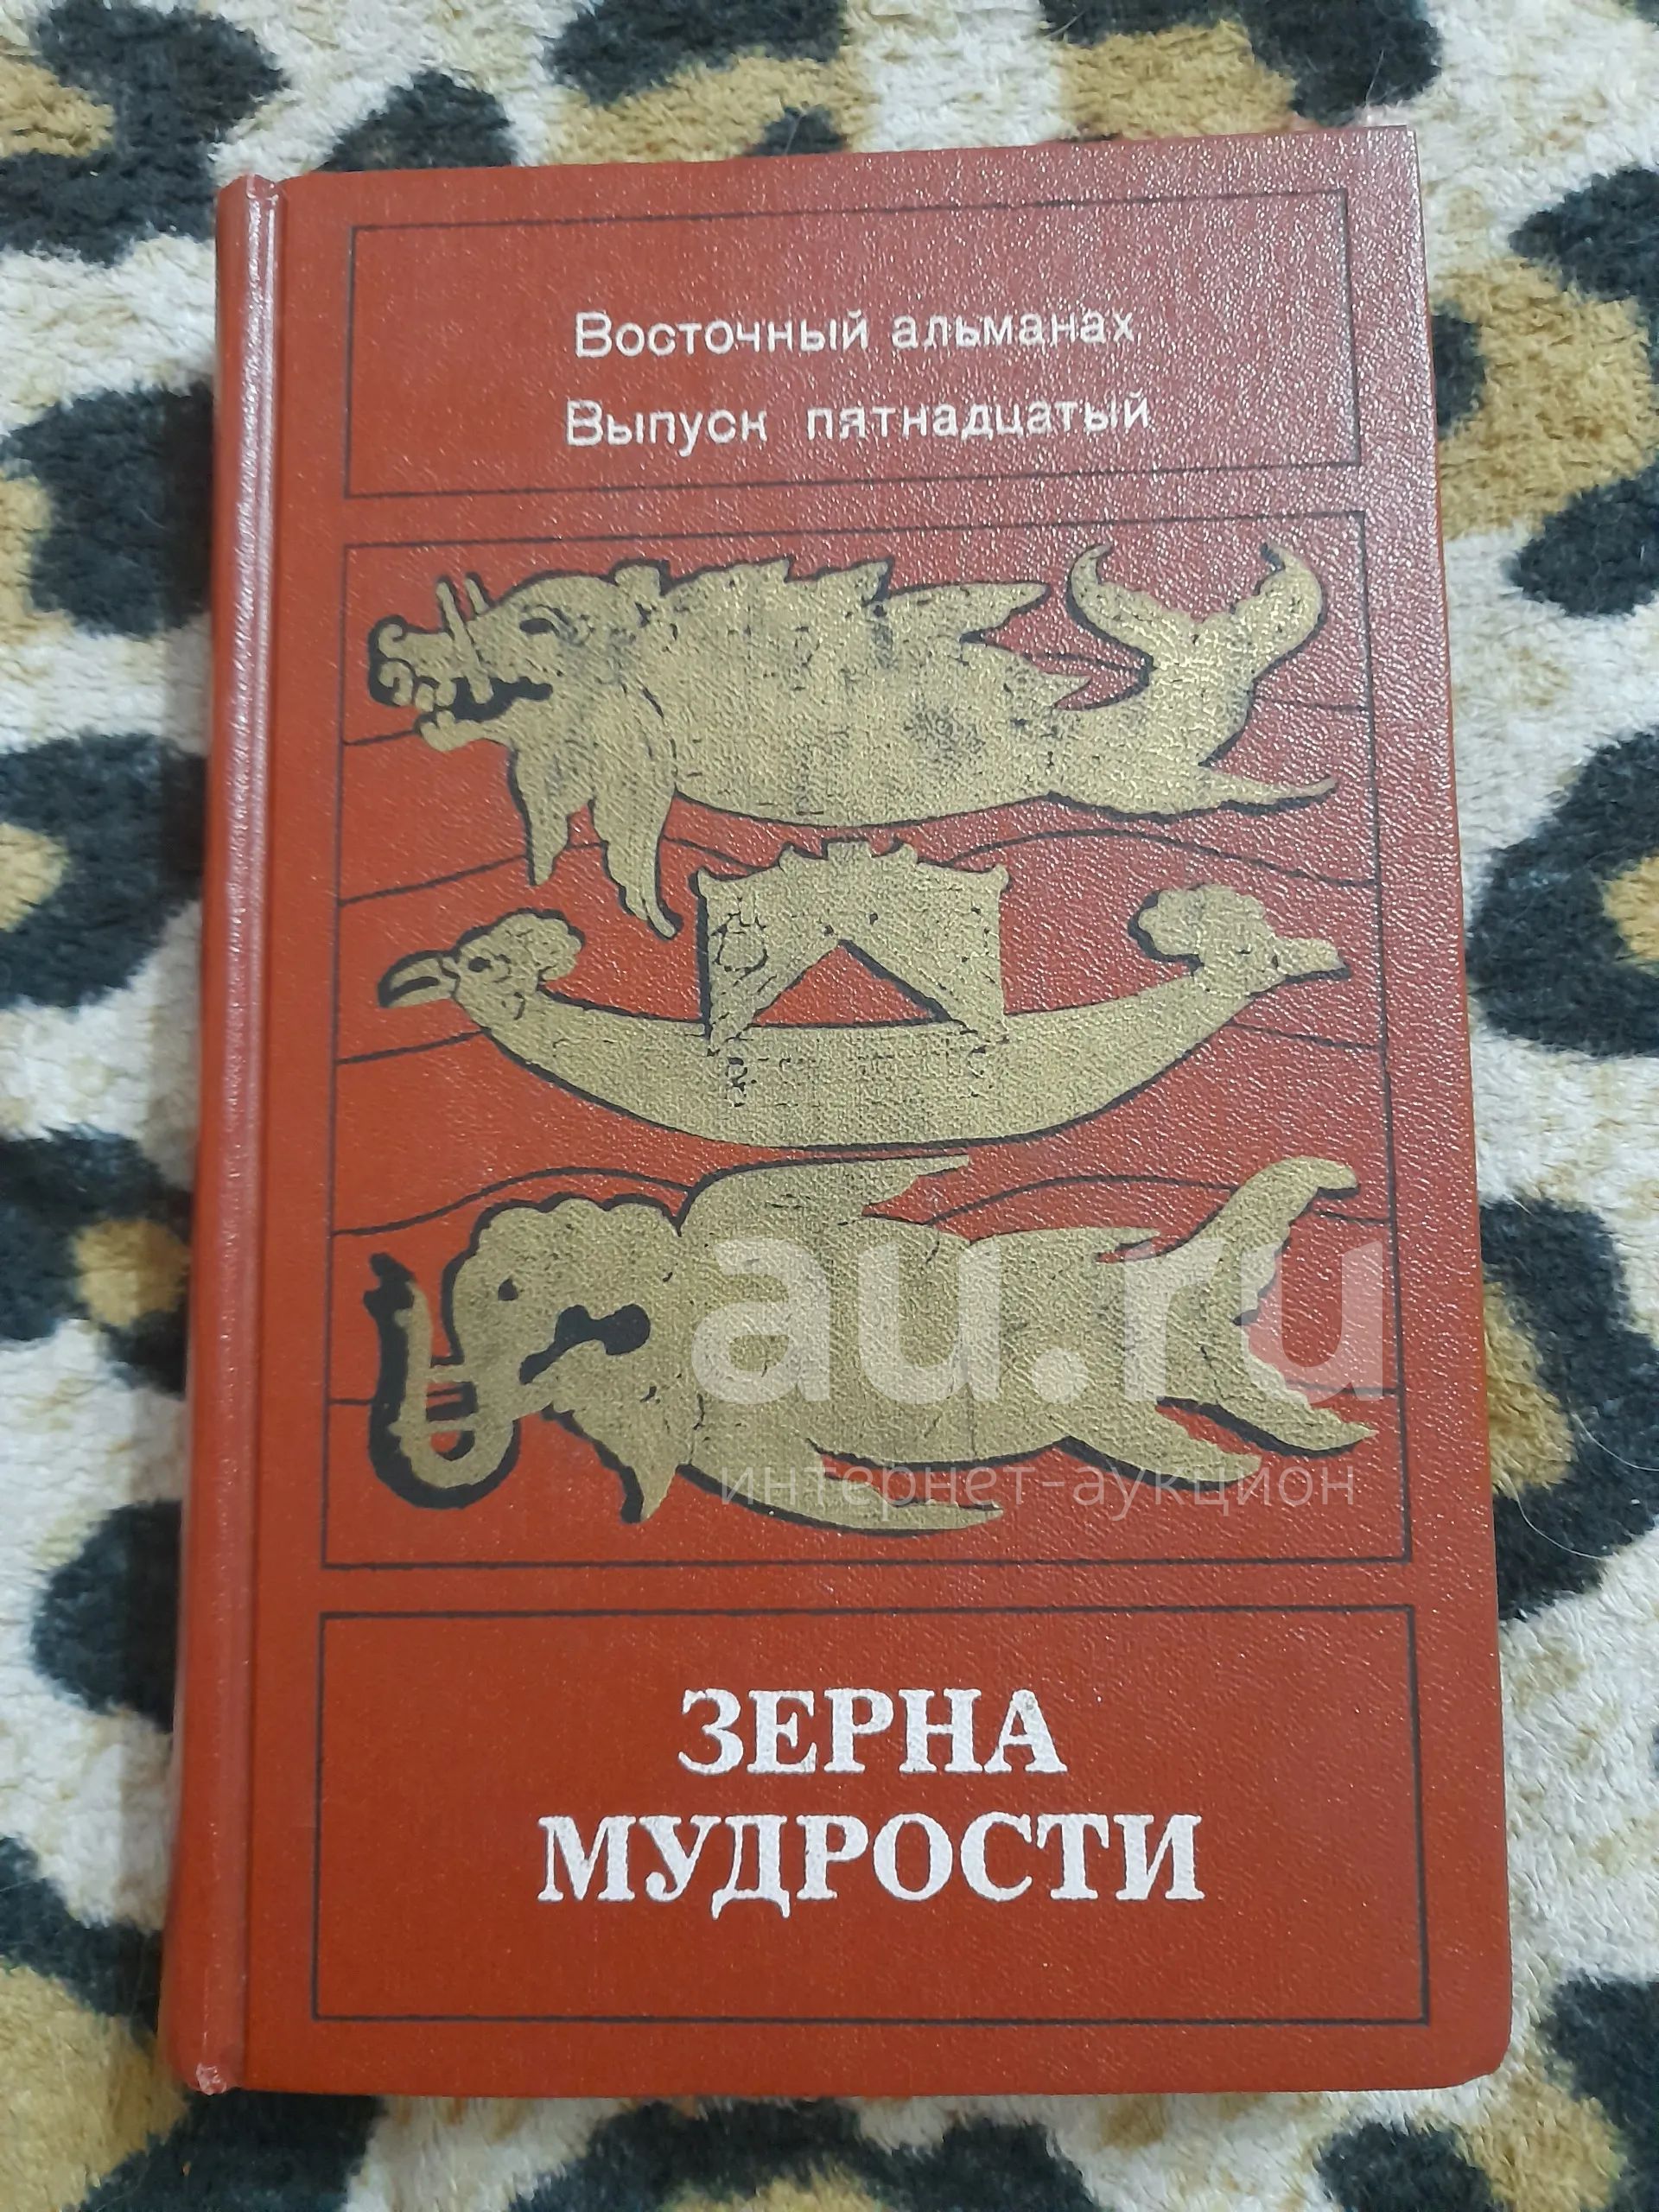 Восточный альманах
Выпуск пятнадцатый
au.ru
интернет-аукцион
ЗЕРНА
МУДРОСТИ